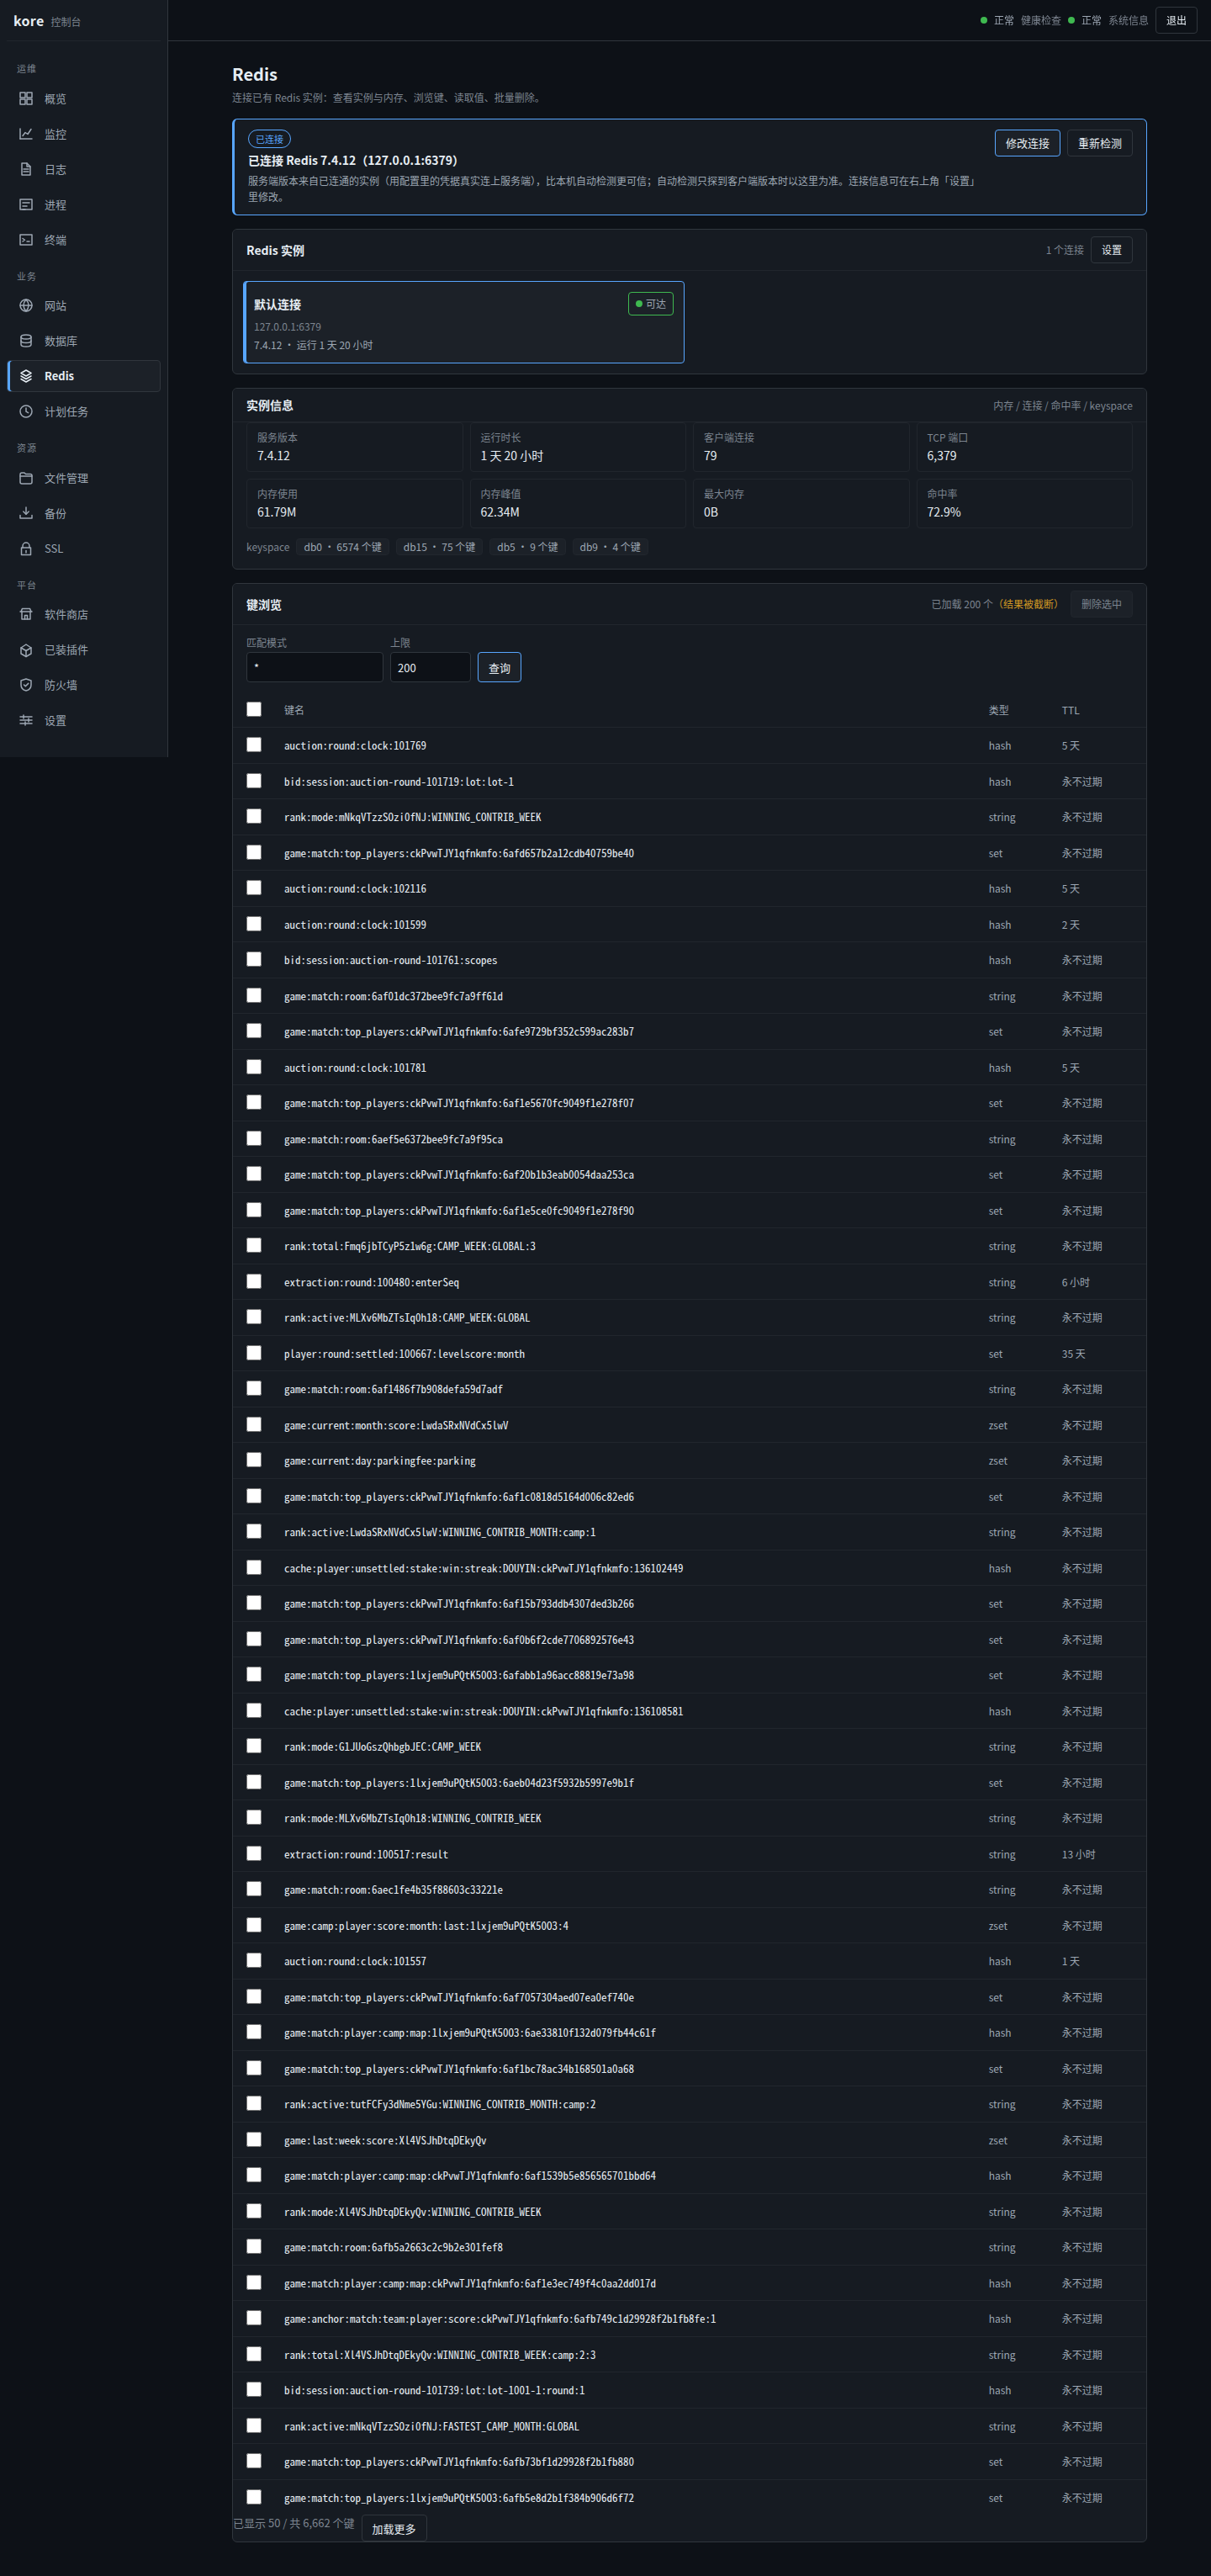 kore 控制台
正常 健康检查 正常 系统信息 退出
运维
概览
监控
日志
进程
终端
业务
网站
数据库
Redis
计划任务
资源
文件管理
备份
SSL
平台
软件商店
已装插件
防火墙
设置
Redis
连接已有 Redis 实例：查看实例与内存、浏览键、读取值、批量删除。
已连接
修改连接 重新检测
已连接 Redis 7.4.12（127.0.0.1:6379）
服务端版本来自已连通的实例（用配置里的凭据真实连上服务端），比本机自动检测更可信；自动检测只探到客户端版本时以这里为准。连接信息可在右上角「设置」
里修改。
Redis 实例 1 个连接 设置
默认连接 可达
127.0.0.1:6379
7.4.12 · 运行 1 天 20 小时
实例信息 内存 / 连接 / 命中率 / keyspace
服务版本 运行时长 客户端连接 TCP 端口
7.4.12 1 天 20 小时 79 6,379
内存使用 内存峰值 最大内存 命中率
61.79M 62.34M 0B 72.9%
keyspace db0 · 6574 个键 db15 · 75 个键 db5 · 9 个键 db9 · 4 个键
键浏览 已加载 200 个（结果被截断） 删除选中
匹配模式 上限
* 200 查询
键名 类型 TTL
auction:round:clock:101769 hash 5 天
bid:session:auction-round-101719:lot:lot-1 hash 永不过期
rank:mode:mNkqVTzzSOziOfNJ:WINNING_CONTRIB_WEEK string 永不过期
game:match:top_players:ckPvwTJY1qfnkmfo:6afd657b2a12cdb40759be40 set 永不过期
auction:round:clock:102116 hash 5 天
auction:round:clock:101599 hash 2 天
bid:session:auction-round-101761:scopes hash 永不过期
game:match:room:6af01dc372bee9fc7a9ff61d string 永不过期
game:match:top_players:ckPvwTJY1qfnkmfo:6afe9729bf352c599ac283b7 set 永不过期
auction:round:clock:101781 hash 5 天
game:match:top_players:ckPvwTJY1qfnkmfo:6af1e5670fc9049f1e278f07 set 永不过期
game:match:room:6aef5e6372bee9fc7a9f95ca string 永不过期
game:match:top_players:ckPvwTJY1qfnkmfo:6af20b1b3eab0054daa253ca set 永不过期
game:match:top_players:ckPvwTJY1qfnkmfo:6af1e5ce0fc9049f1e278f90 set 永不过期
rank:total:Fmq6jbTCyP5z1w6g:CAMP_WEEK:GLOBAL:3 string 永不过期
extraction:round:100480:enterSeq string 6 小时
rank:active:MLXv6MbZTsIqOh18:CAMP_WEEK:GLOBAL string 永不过期
player:round:settled:100667:levelscore:month set 35 天
game:match:room:6af1486f7b908defa59d7adf string 永不过期
game:current:month:score:LwdaSRxNVdCx5lwV zset 永不过期
game:current:day:parkingfee:parking zset 永不过期
game:match:top_players:ckPvwTJY1qfnkmfo:6af1c0818d5164d006c82ed6 set 永不过期
rank:active:LwdaSRxNVdCx5lwV:WINNING_CONTRIB_MONTH:camp:1 string 永不过期
cache:player:unsettled:stake:win:streak:DOUYIN:ckPvwTJY1qfnkmfo:136102449 hash 永不过期
game:match:top_players:ckPvwTJY1qfnkmfo:6af15b793ddb4307ded3b266 set 永不过期
game:match:top_players:ckPvwTJY1qfnkmfo:6af0b6f2cde7706892576e43 set 永不过期
game:match:top_players:1lxjem9uPQtK5OO3:6afabb1a96acc88819e73a98 set 永不过期
cache:player:unsettled:stake:win:streak:DOUYIN:ckPvwTJY1qfnkmfo:136108581 hash 永不过期
rank:mode:G1JUoGszQhbgbJEC:CAMP_WEEK string 永不过期
game:match:top_players:1lxjem9uPQtK5OO3:6aeb04d23f5932b5997e9b1f set 永不过期
rank:mode:MLXv6MbZTsIqOh18:WINNING_CONTRIB_WEEK string 永不过期
extraction:round:100517:result string 13 小时
game:match:room:6aec1fe4b35f88603c33221e string 永不过期
game:camp:player:score:month:last:1lxjem9uPQtK5OO3:4 zset 永不过期
auction:round:clock:101557 hash 1 天
game:match:top_players:ckPvwTJY1qfnkmfo:6af7057304aed07ea0ef740e set 永不过期
game:match:player:camp:map:1lxjem9uPQtK5OO3:6ae33810f132d079fb44c61f hash 永不过期
game:match:top_players:ckPvwTJY1qfnkmfo:6af1bc78ac34b168501a0a68 set 永不过期
rank:active:tutFCFy3dNme5YGu:WINNING_CONTRIB_MONTH:camp:2 string 永不过期
game:last:week:score:Xl4VSJhDtqDEkyQv zset 永不过期
game:match:player:camp:map:ckPvwTJY1qfnkmfo:6af1539b5e856565701bbd64 hash 永不过期
rank:mode:Xl4VSJhDtqDEkyQv:WINNING_CONTRIB_WEEK string 永不过期
game:match:room:6afb5a2663c2c9b2e301fef8 string 永不过期
game:match:player:camp:map:ckPvwTJY1qfnkmfo:6af1e3ec749f4c0aa2dd017d hash 永不过期
game:anchor:match:team:player:score:ckPvwTJY1qfnkmfo:6afb749c1d29928f2b1fb8fe:1 hash 永不过期
rank:total:Xl4VSJhDtqDEkyQv:WINNING_CONTRIB_WEEK:camp:2:3 string 永不过期
bid:session:auction-round-101739:lot:lot-1001-1:round:1 hash 永不过期
rank:active:mNkqVTzzSOziOfNJ:FASTEST_CAMP_MONTH:GLOBAL string 永不过期
game:match:top_players:ckPvwTJY1qfnkmfo:6afb73bf1d29928f2b1fb880 set 永不过期
game:match:top_players:1lxjem9uPQtK5OO3:6afb5e8d2b1f384b906d6f72 set 永不过期
已显示 50 / 共 6,662 个键 加载更多